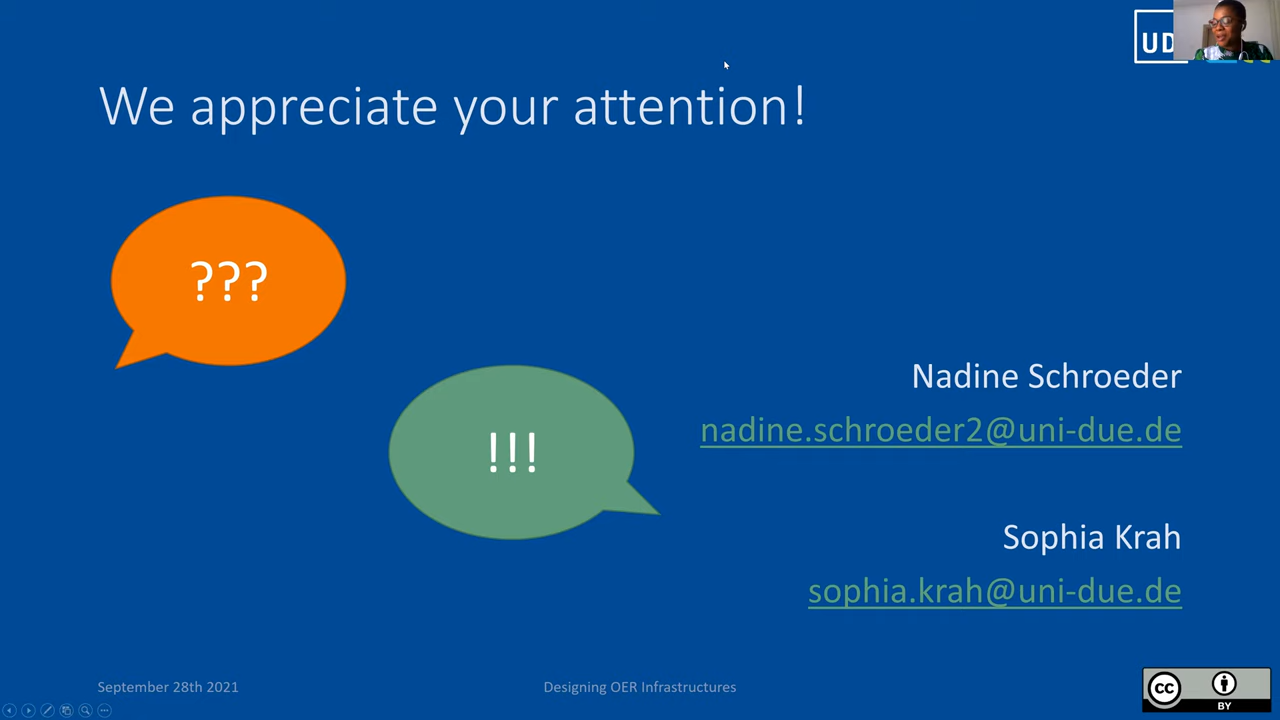 UD
We appreciate your attention!
???
!!!
Nadine Schroeder
nadine.schroeder2@uni-due.de
Sophia Krah
sophia.krah@uni-due.de
September 28th 2021
Designing OER Infrastructures
CC
BY